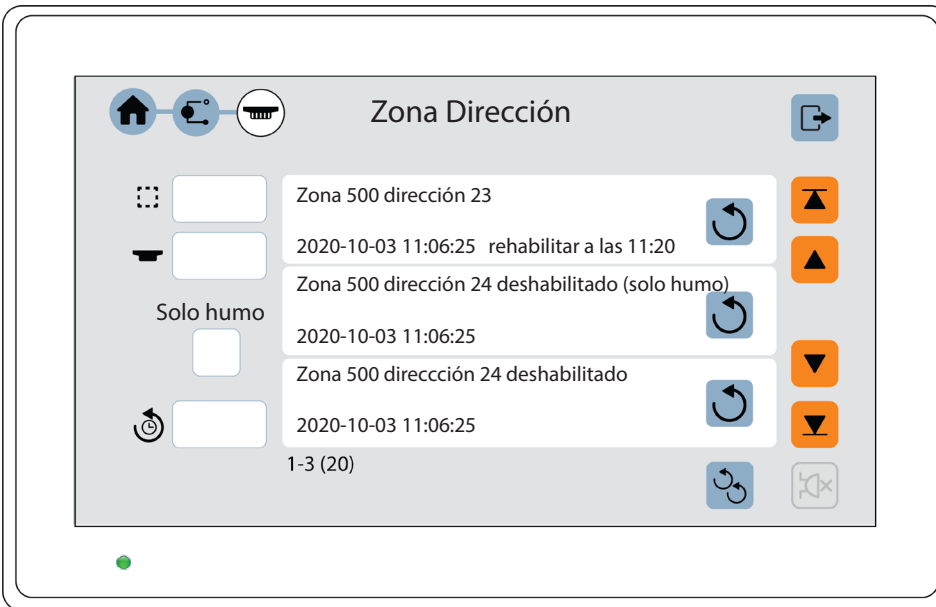 Zona Dirección
Zona 500 dirección 23
2020-10-03 11:06:25 rehabilitar a las 11:20
Zona 500 dirección 24 deshabilitado (solo humo)
2020-10-03 11:06:25
Solo humo
Zona 500 direccción 24 deshabilitado
2020-10-03 11:06:25
1-3 (20)